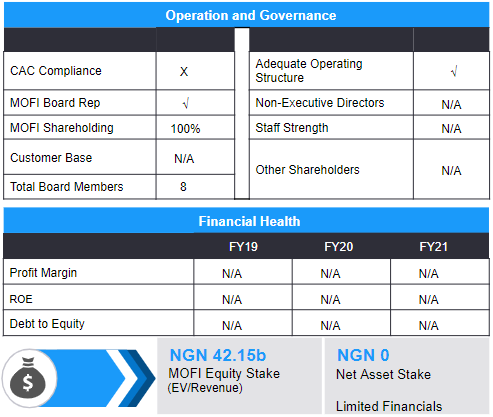 Operation and Governance
CAC Compliance X
MOFI Board Rep √
MOFI Shareholding 100%
Customer Base N/A
Total Board Members 8
Adequate Operating
Structure √
Non-Executive Directors N/A
Staff Strength N/A
Other Shareholders N/A
Financial Health
FY19 FY20 FY21
Profit Margin N/A N/A N/A
ROE N/A N/A N/A
Debt to Equity N/A N/A N/A
$
NGN 42.15b
MOFI Equity Stake
(EV/Revenue)
NGN 0
Net Asset Stake
Limited Financials